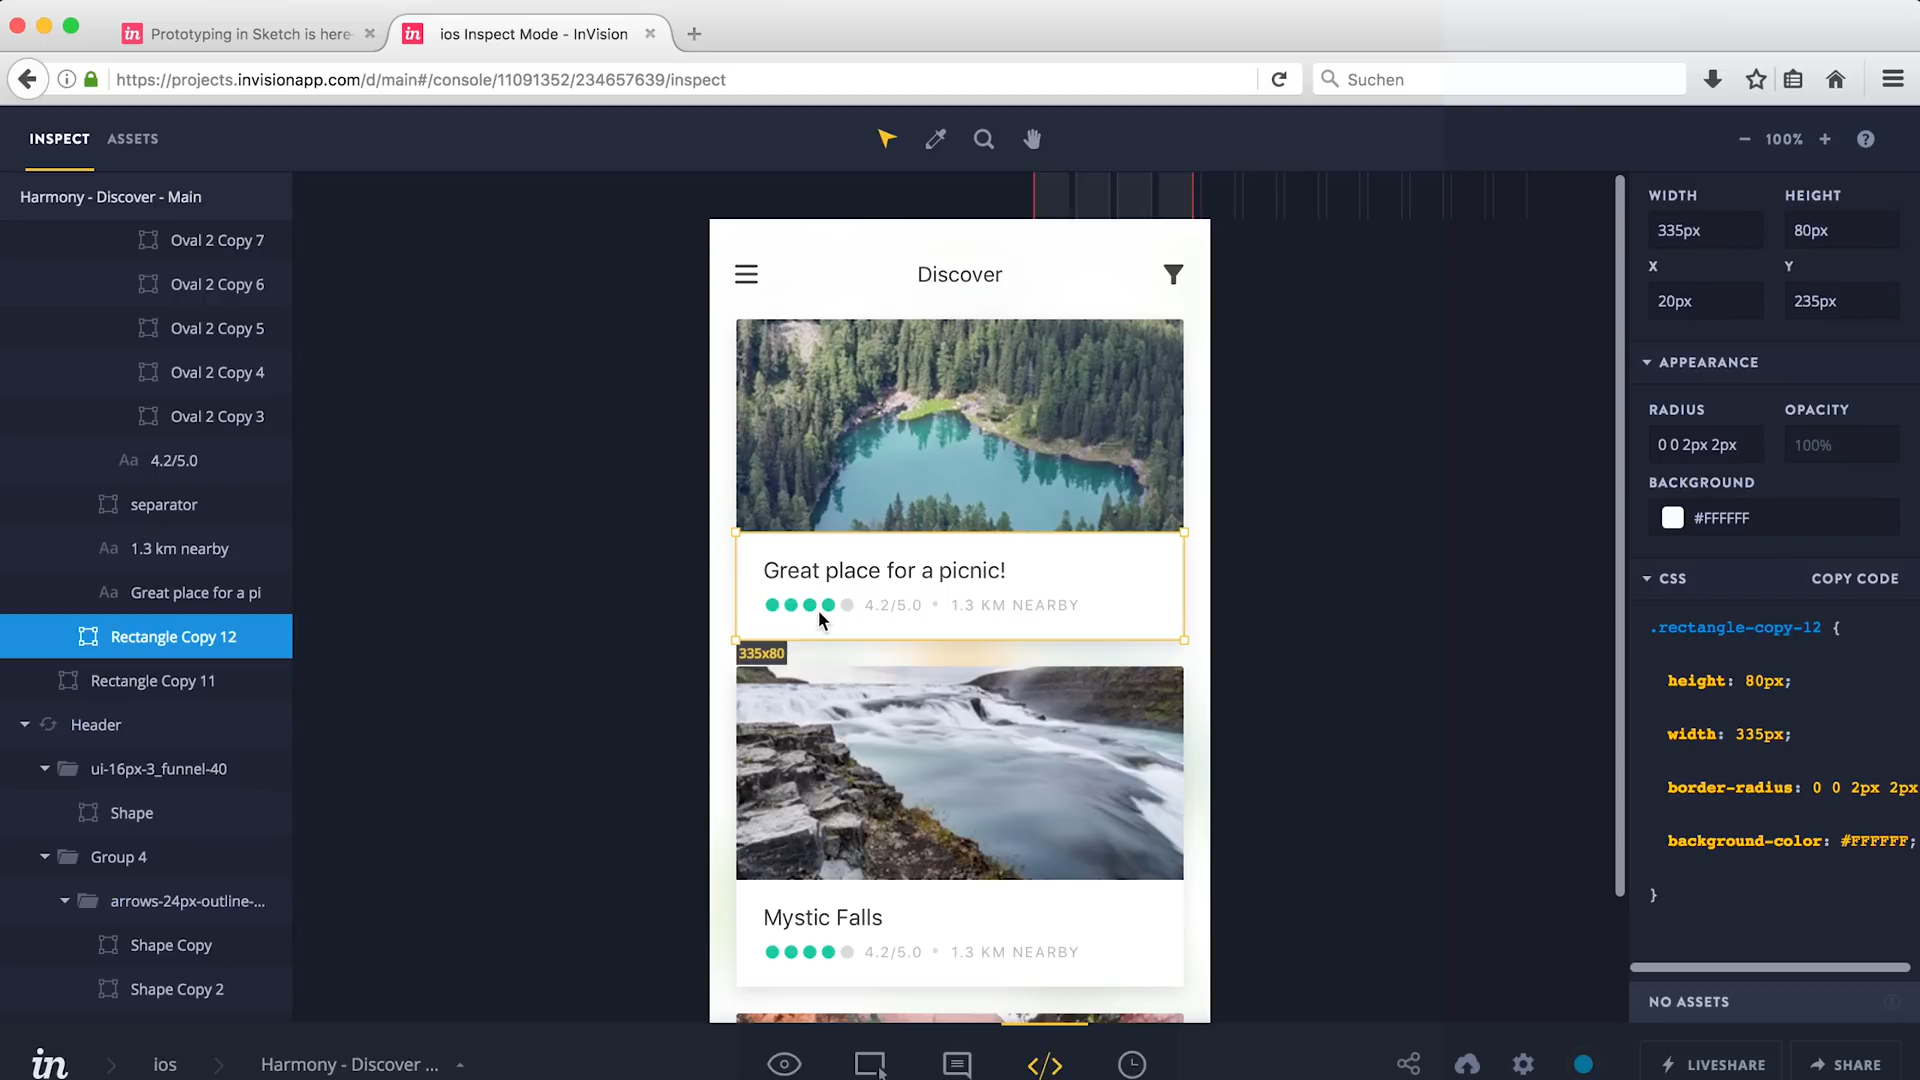 in Prototyping in Sketch is here-
in ios Inspect Mode - InVision
https://projects.invisionapp.com/d/main#/console/11091352/234657639/inspect
Suchen
INSPECT
ASSETS
100%
Harmony - Discover - Main
Oval 2 Copy 7
Oval 2 Copy 6
Oval 2 Copy 5
Oval 2 Copy 4
Oval 2 Copy 3
Aa 4.2/5.0
separator
Aa 1.3 km nearby
Aa Great place for a pi
Rectangle Copy 12
Rectangle Copy 11
Header
ui-16px-3_funnel-40
Shape
Group 4
arrows-24px-outline-...
Shape Copy
Shape Copy 2
Discover
Great place for a picnic!
4.2/5.0 • 1.3 KM NEARBY
335x80
Mystic Falls
4.2/5.0 • 1.3 KM NEARBY
WIDTH HEIGHT
335px 80px
X Y
20px 235px
APPEARANCE
RADIUS OPACITY
0 0 2px 2px 100%
BACKGROUND
#FFFFFF
CSS COPY CODE
.rectangle-copy-12 {
height: 80px;
width: 335px;
border-radius: 0 0 2px 2px
background-color: #FFFFFF;
}
NO ASSETS
in ios Harmony - Discover ...
</> LIVESHARE SHARE